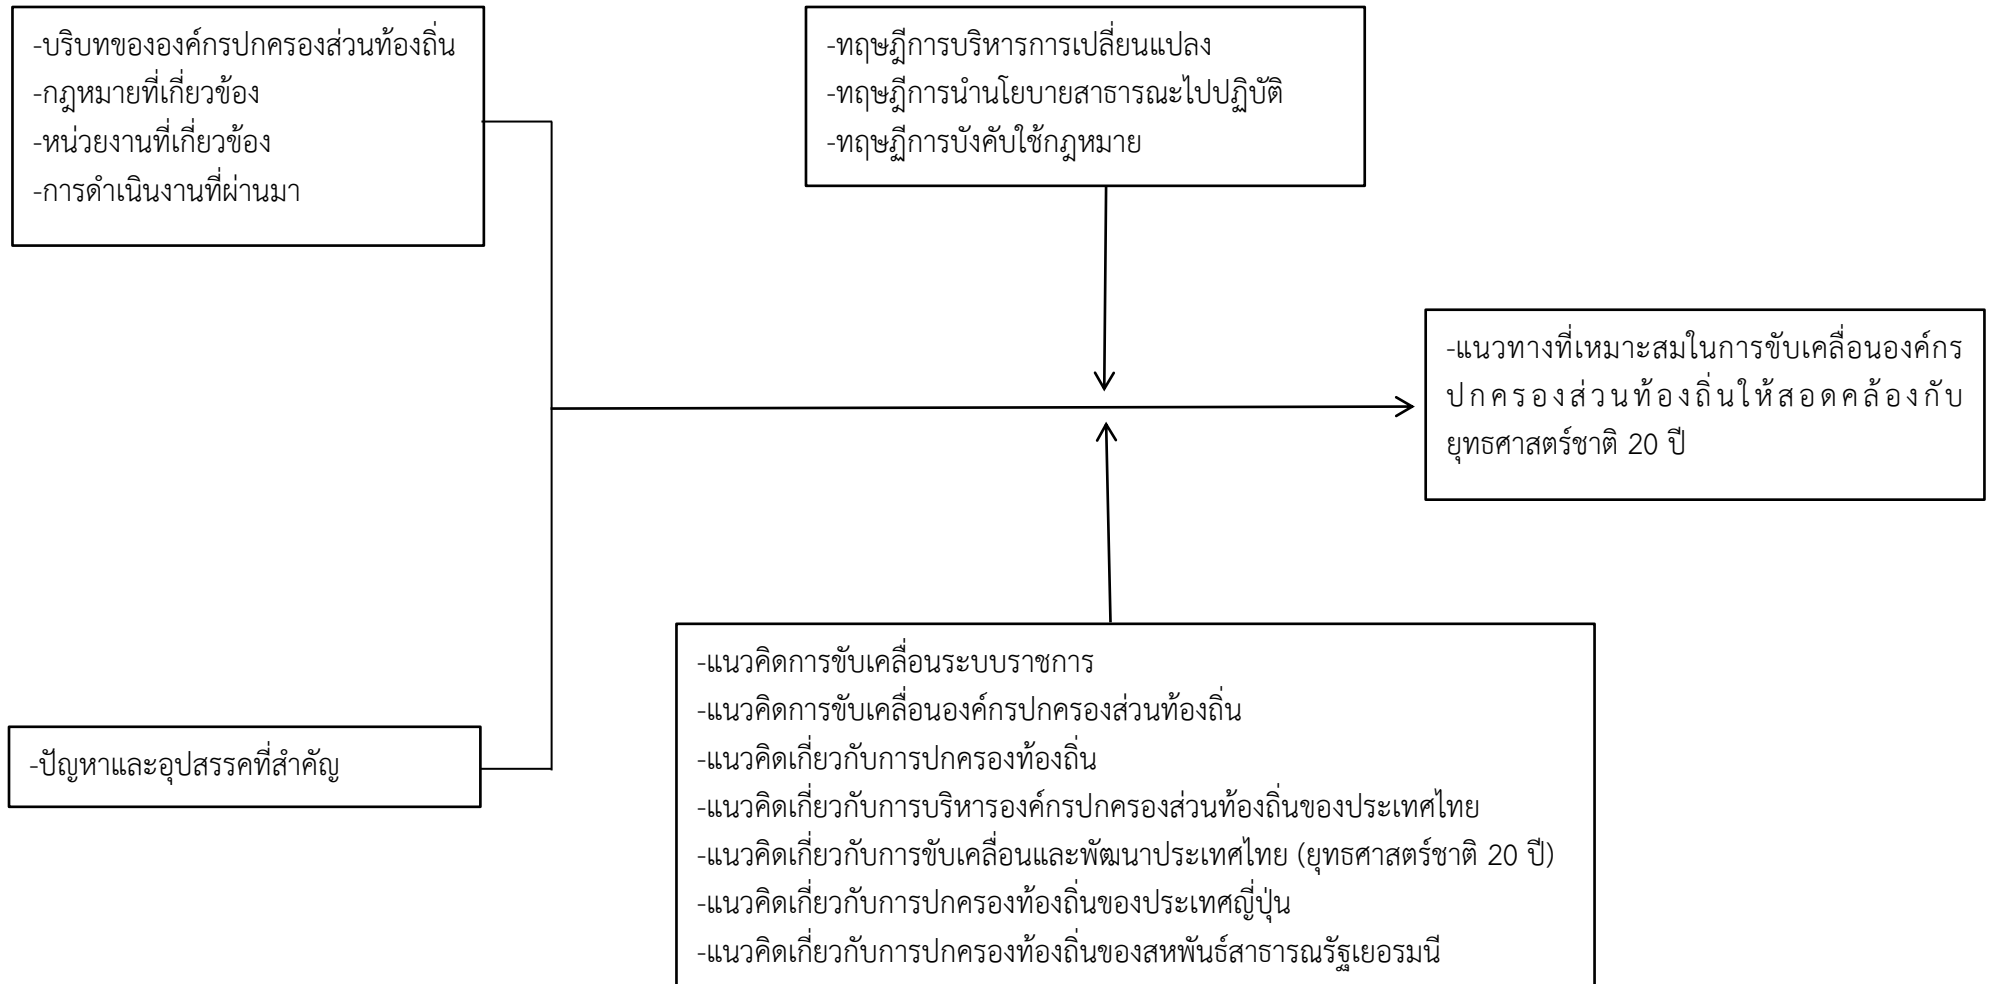 -บริบทขององค์กรปกครองส่วนท้องถิ่น
-กฎหมายที่เกี่ยวข้อง
-หน่วยงานที่เกี่ยวข้อง
-การดำเนินงานที่ผ่านมา
-ทฤษฎีการบริหารการเปลี่ยนแปลง
-ทฤษฎีการนำนโยบายสาธารณะไปปฏิบัติ
-ทฤษฎีการบังคับใช้กฎหมาย
-แนวทางที่เหมาะสมในการขับเคลื่อนองค์กร
ปกครองส่วนท้องถิ่นให้สอดคล้องกับ
ยุทธศาสตร์ชาติ 20 ปี
-ปัญหาและอุปสรรคที่สำคัญ
-แนวคิดการขับเคลื่อนระบบราชการ
-แนวคิดการขับเคลื่อนองค์กรปกครองส่วนท้องถิ่น
-แนวคิดเกี่ยวกับการปกครองท้องถิ่น
-แนวคิดเกี่ยวกับการบริหารองค์กรปกครองส่วนท้องถิ่นของประเทศไทย
-แนวคิดเกี่ยวกับการขับเคลื่อนและพัฒนาประเทศไทย (ยุทธศาสตร์ชาติ 20 ปี)
-แนวคิดเกี่ยวกับการปกครองท้องถิ่นของประเทศญี่ปุ่น
-แนวคิดเกี่ยวกับการปกครองท้องถิ่นของสหพันธ์สาธารณรัฐเยอรมนี